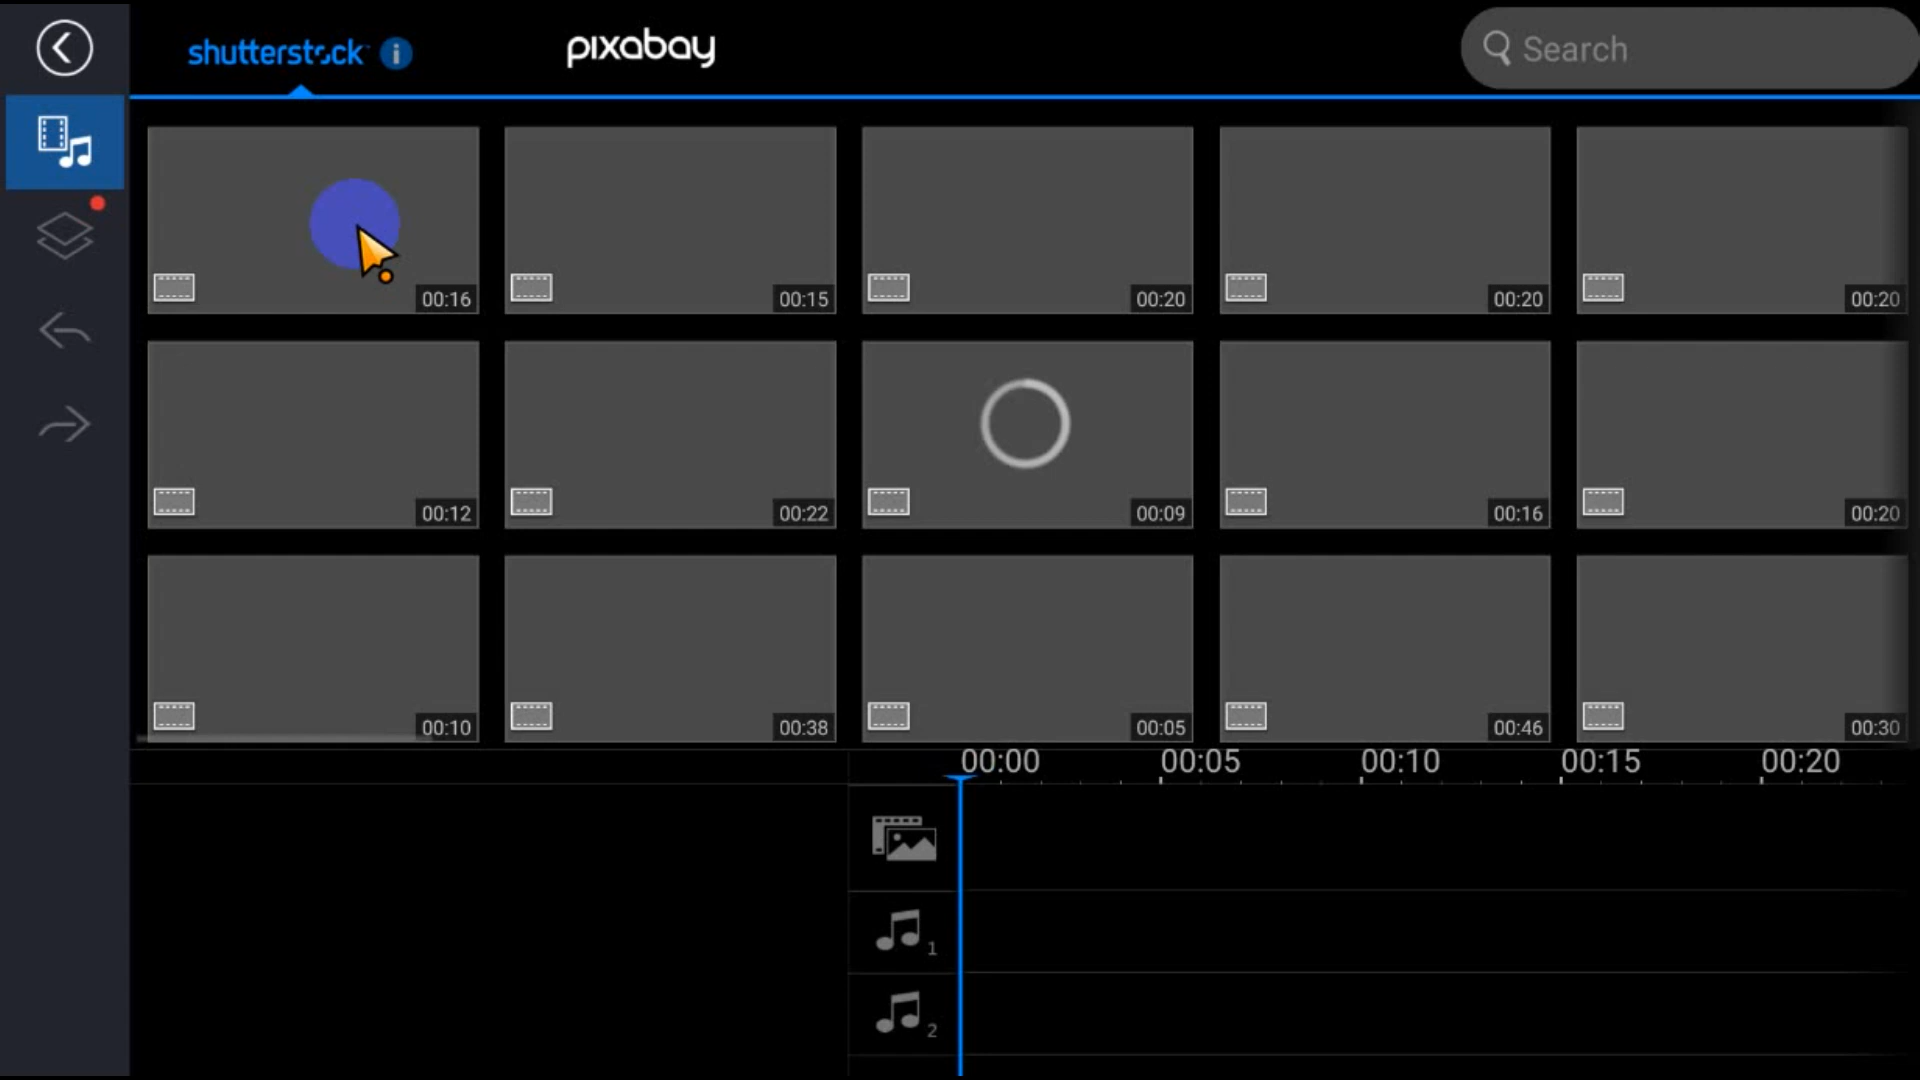 shutterstock i
pixabay
Search
00:16 00:15 00:20 00:20 00:20
00:12 00:22 00:09 00:16 00:20
00:10 00:38 00:05 00:46 00:30
00:00 00:05 00:10 00:15 00:20
1
2